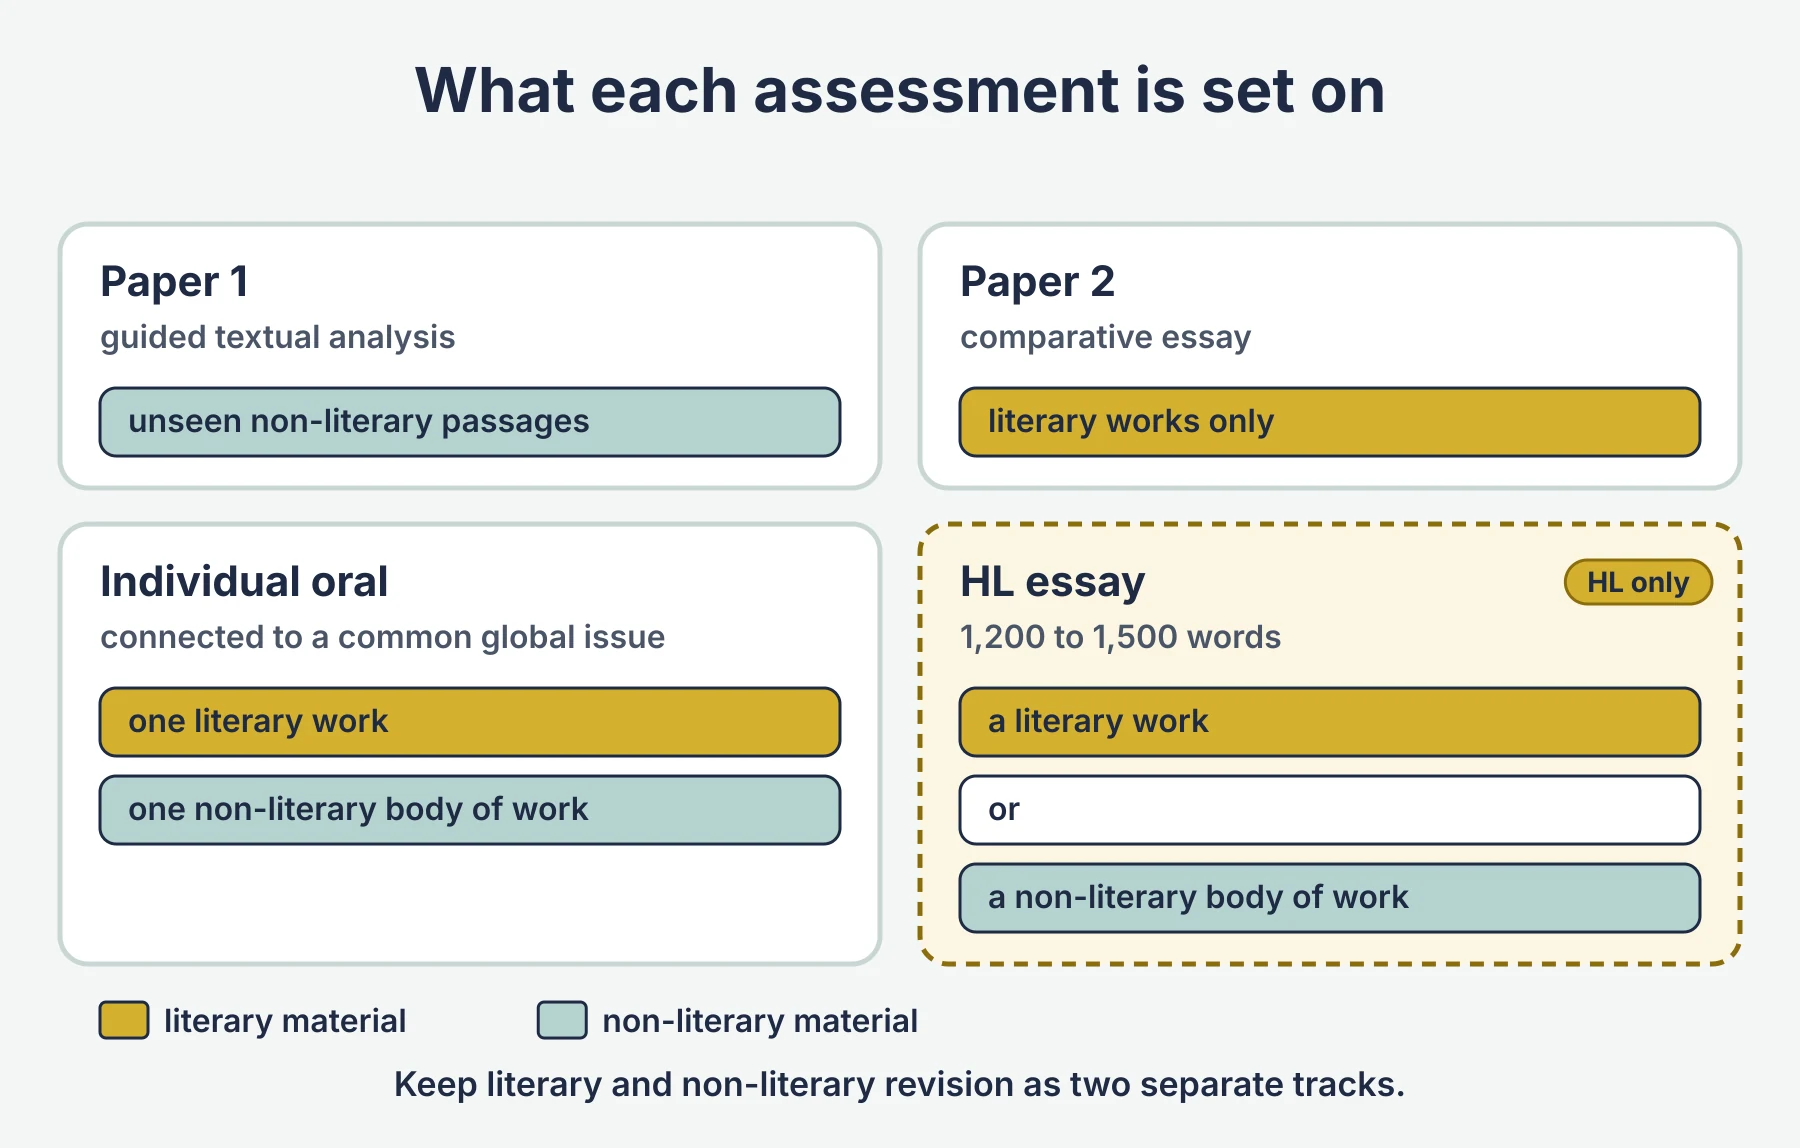 What each assessment is set on
Paper 1
guided textual analysis
unseen non-literary passages
Paper 2
comparative essay
literary works only
Individual oral
connected to a common global issue
one literary work
one non-literary body of work
HL essay
HL only
1,200 to 1,500 words
a literary work
or
a non-literary body of work
literary material
non-literary material
Keep literary and non-literary revision as two separate tracks.